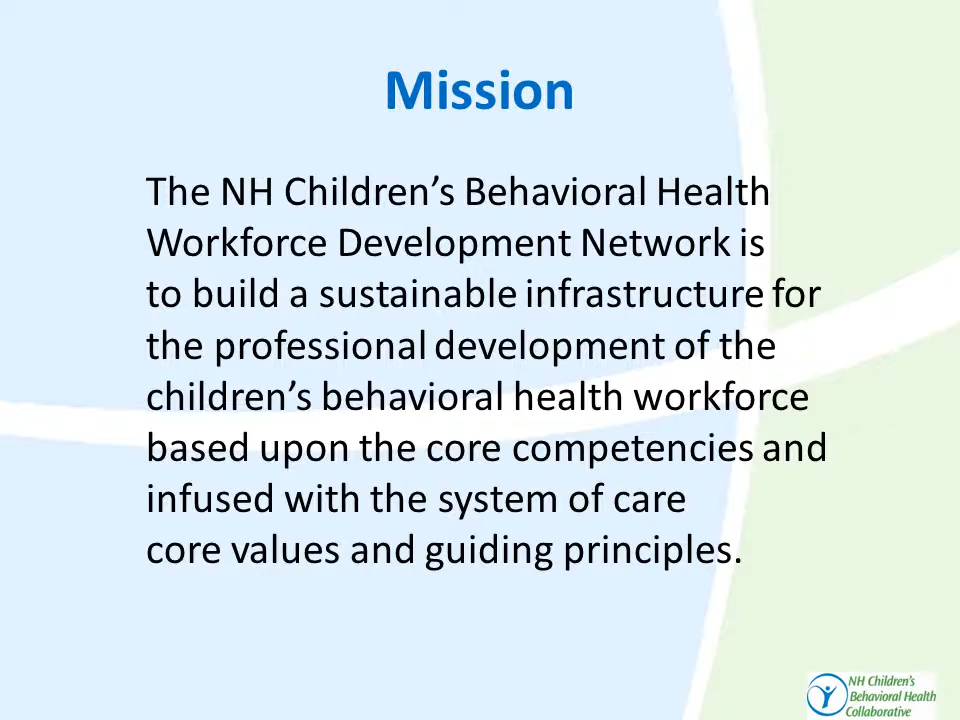 Mission
The NH Children’s Behavioral Health
Workforce Development Network is
to build a sustainable infrastructure for
the professional development of the
children’s behavioral health workforce
based upon the core competencies and
infused with the system of care
core values and guiding principles.
NH Children's
Behavioral Health
Collaborative